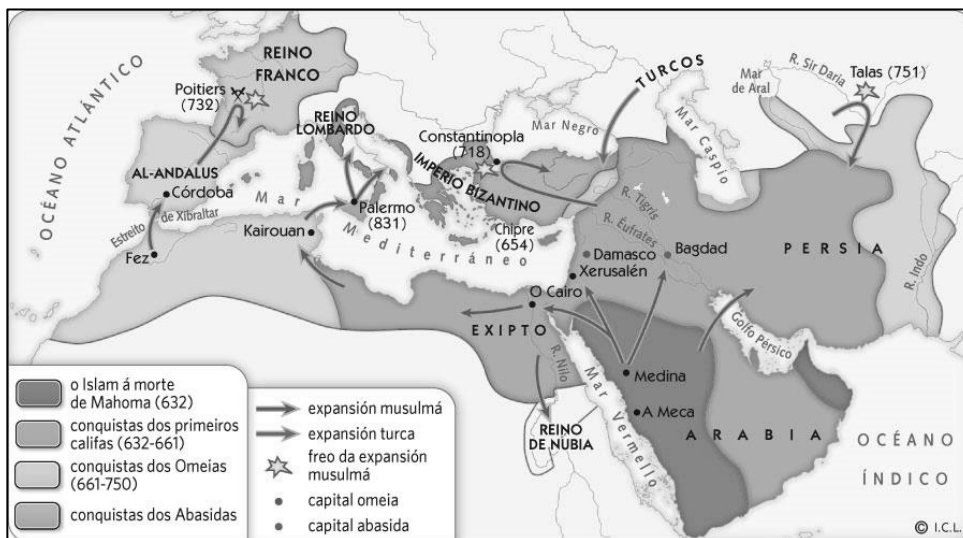 OCÉANO ATLÁNTICO
REINO
FRANCO
Poitiers
(732)
REINO
LOMBARDO
TURCOS
Mar
de Aral
R. Sir Daria
Talas (751)
Constantinopla
(718)
Mar Negro
Mar Caspio
AL-ANDALUS
Córdoba
IMPERIO BIZANTINO
Estreito
de Xibraltar
Mar
Mediterráneo
Palermo
(831)
Kairouan
Fez
Chipre
(654)
R. Tigris
R. Éufrates
Damasco
Bagdad
Xerusalén
PERSIA
R. Indo
O Cairo
EXIPTO
R. Nilo
Golfo Pérsico
Medina
A Meca
Mar Vermello
ARABIA
REINO
DE NUBIA
OCÉANO
ÍNDICO
o Islam á morte
de Mahoma (632)
conquistas dos primeiros
califas (632-661)
conquistas dos Omeias
(661-750)
conquistas dos Abasidas
expansión musulmá
expansión turca
freo da expansión
musulmá
capital omeia
capital abasida
© I.C.L.